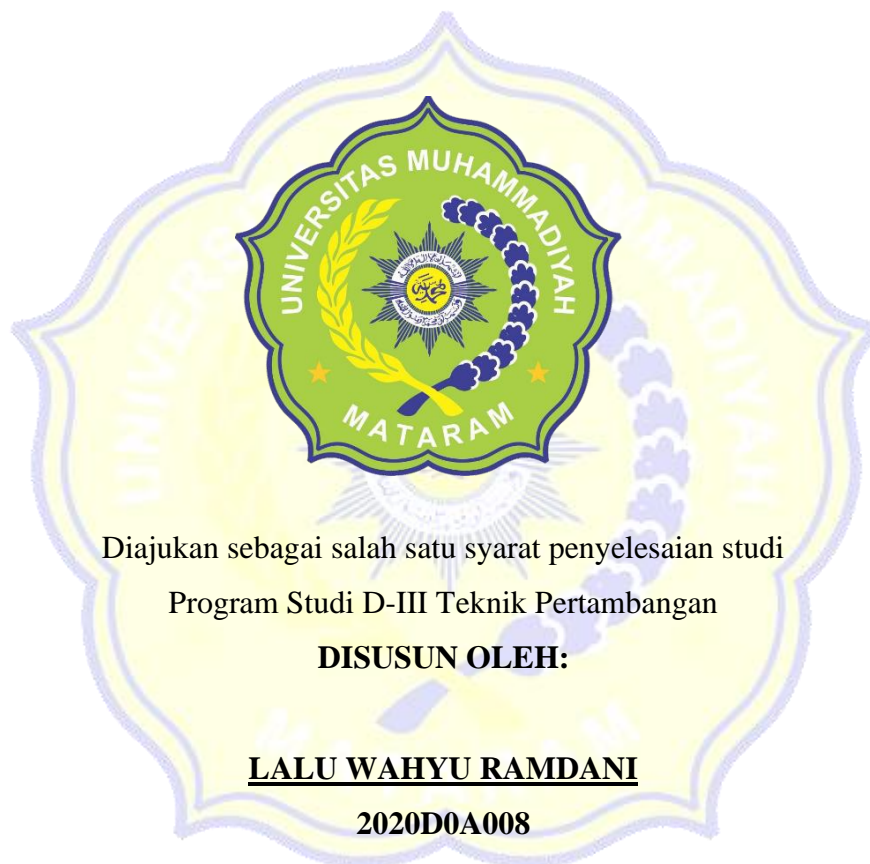 UNIVERSITAS MUHAMMADIYAH
MATARAM
Diajukan sebagai salah satu syarat penyelesaian studi
Program Studi D-III Teknik Pertambangan
DISUSUN OLEH:
LALU WAHYU RAMDANI
2020D0A008